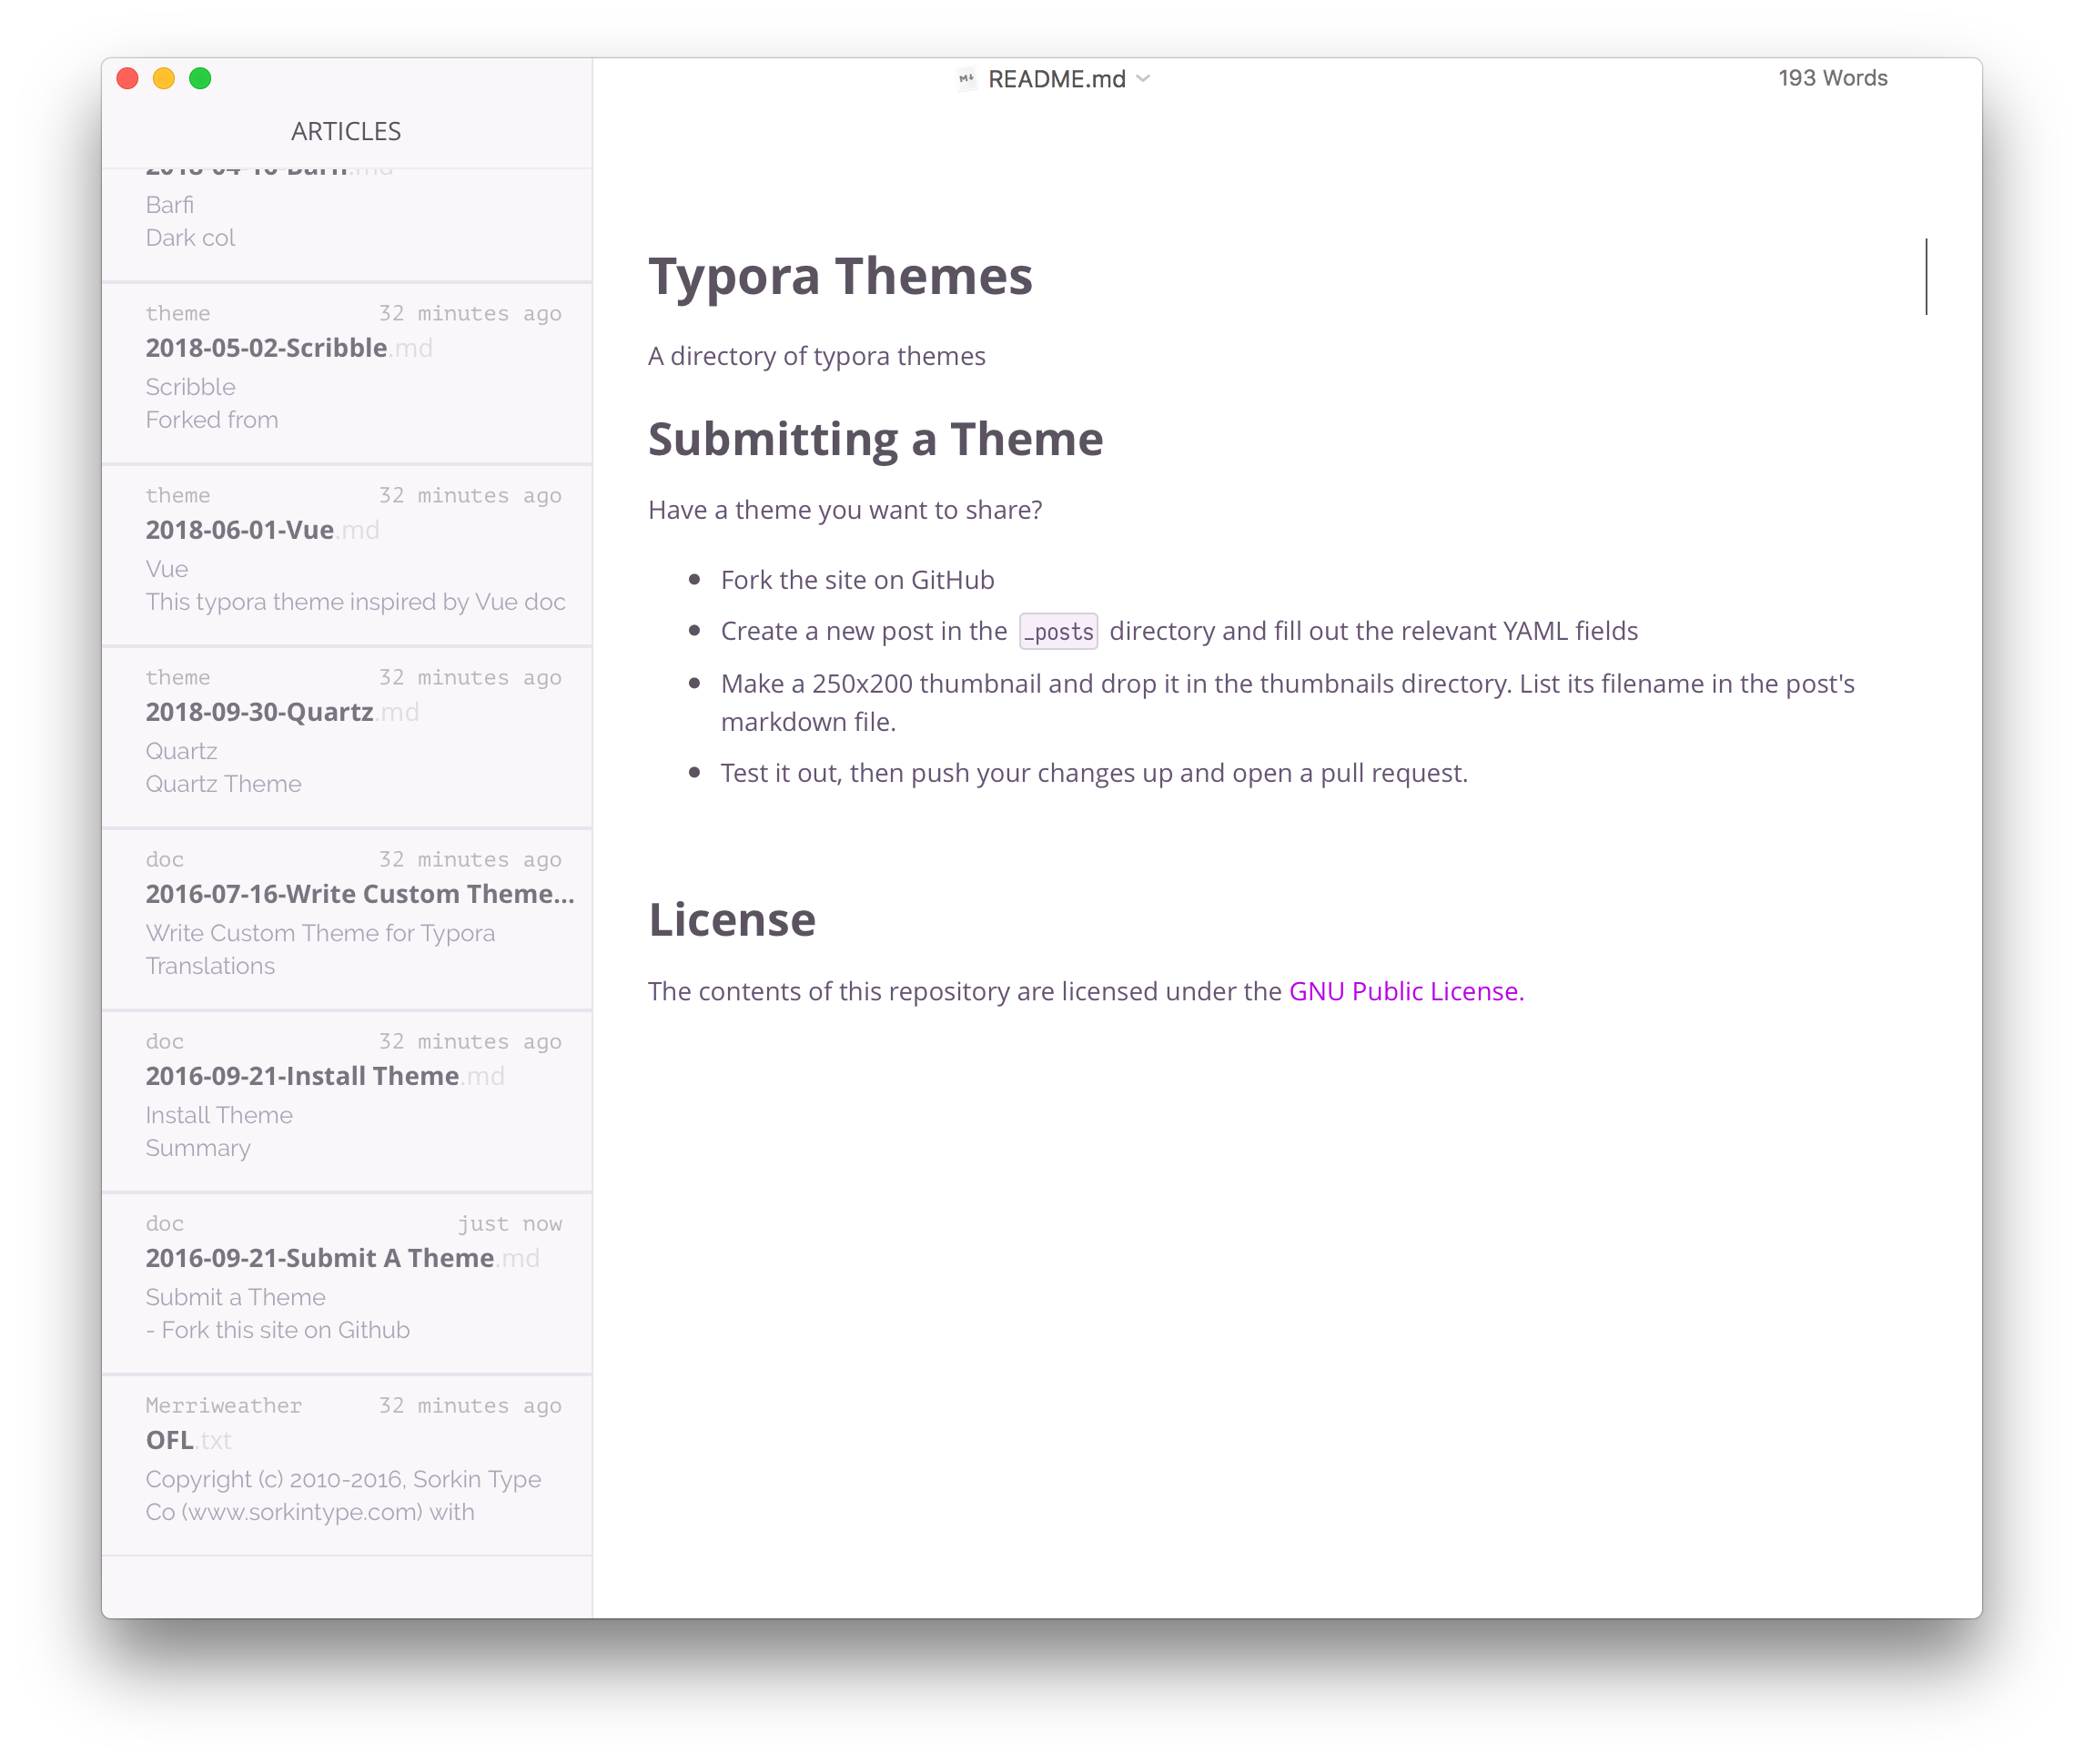 README.md
193 Words
ARTICLES
Barfi
Dark col
theme 32 minutes ago
2018-05-02-Scribble.md
Scribble
Forked from
theme 32 minutes ago
2018-06-01-Vue.md
Vue
This typora theme inspired by Vue doc
theme 32 minutes ago
2018-09-30-Quartz.md
Quartz
Quartz Theme
doc 32 minutes ago
2016-07-16-Write Custom Theme...
Write Custom Theme for Typora
Translations
doc 32 minutes ago
2016-09-21-Install Theme.md
Install Theme
Summary
doc just now
2016-09-21-Submit A Theme.md
Submit a Theme
- Fork this site on Github
Merriweather 32 minutes ago
OFL.txt
Copyright (c) 2010-2016, Sorkin Type
Co (www.sorkintype.com) with
Typora Themes
A directory of typora themes
Submitting a Theme
Have a theme you want to share?
Fork the site on GitHub
Create a new post in the _posts directory and fill out the relevant YAML fields
Make a 250x200 thumbnail and drop it in the thumbnails directory. List its filename in the post's
markdown file.
Test it out, then push your changes up and open a pull request.
License
The contents of this repository are licensed under the GNU Public License.